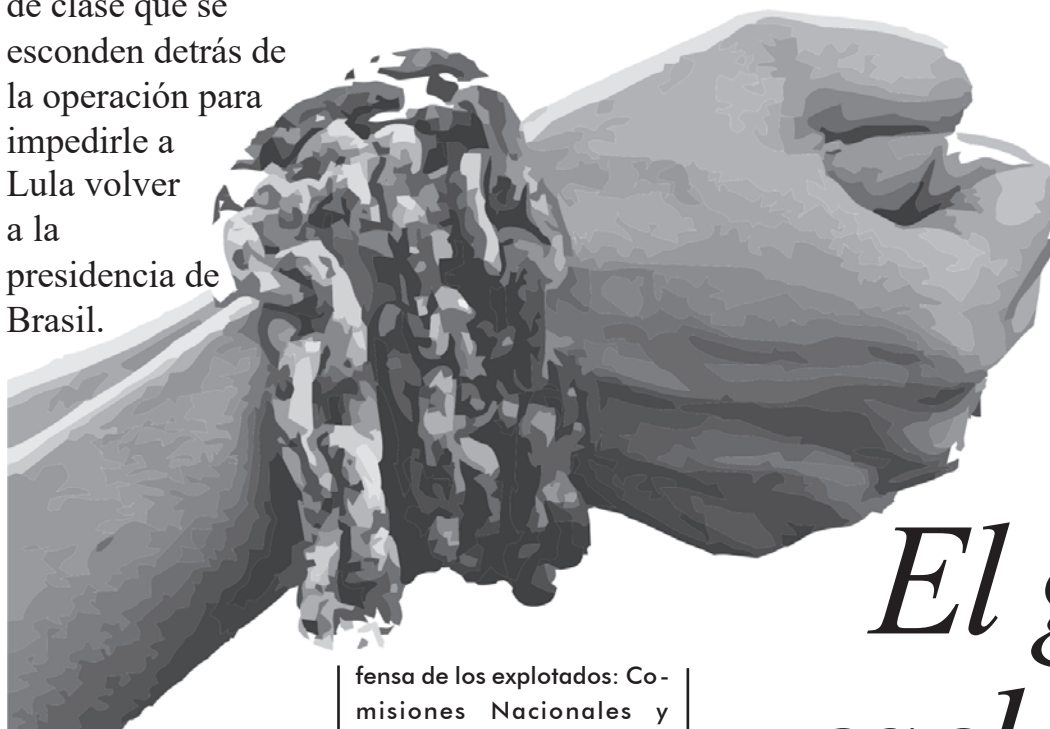 de clase que se
esconden detrás de
la operación para
impedirle a
Lula volver
a la
presidencia de
Brasil.
El
fensa de los explotados: Co-
misiones Nacionales y